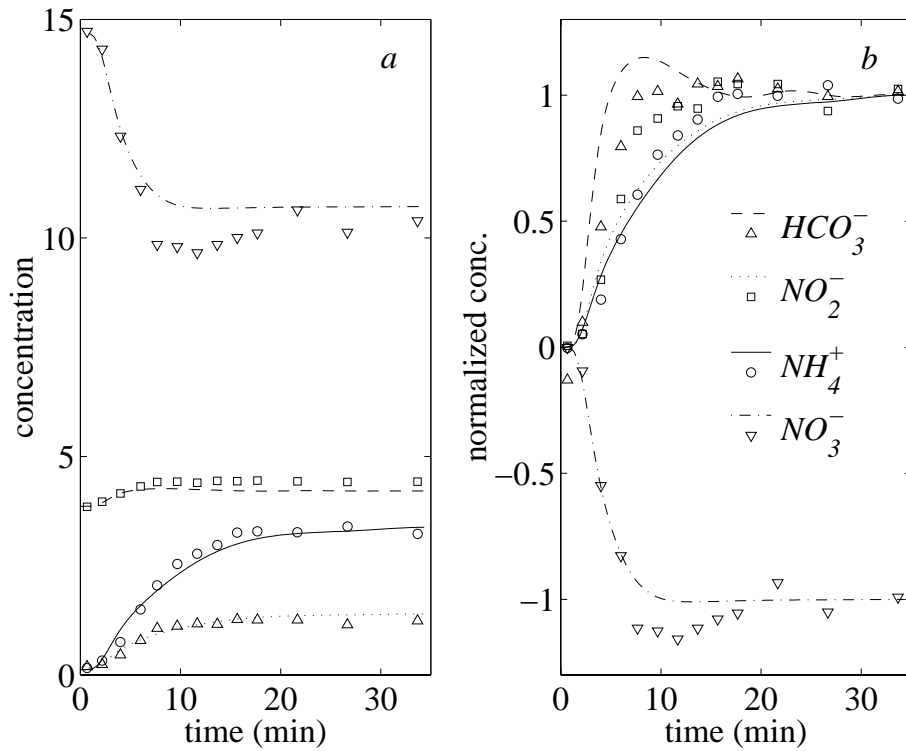 a
15
10
5
0
concentration
0
10
20
30
time (min)
b
1
0.5
0
−0.5
−1
normalized conc.
HCO₃⁻
NO₂⁻
NH₄⁺
NO₃⁻
0
10
20
30
time (min)